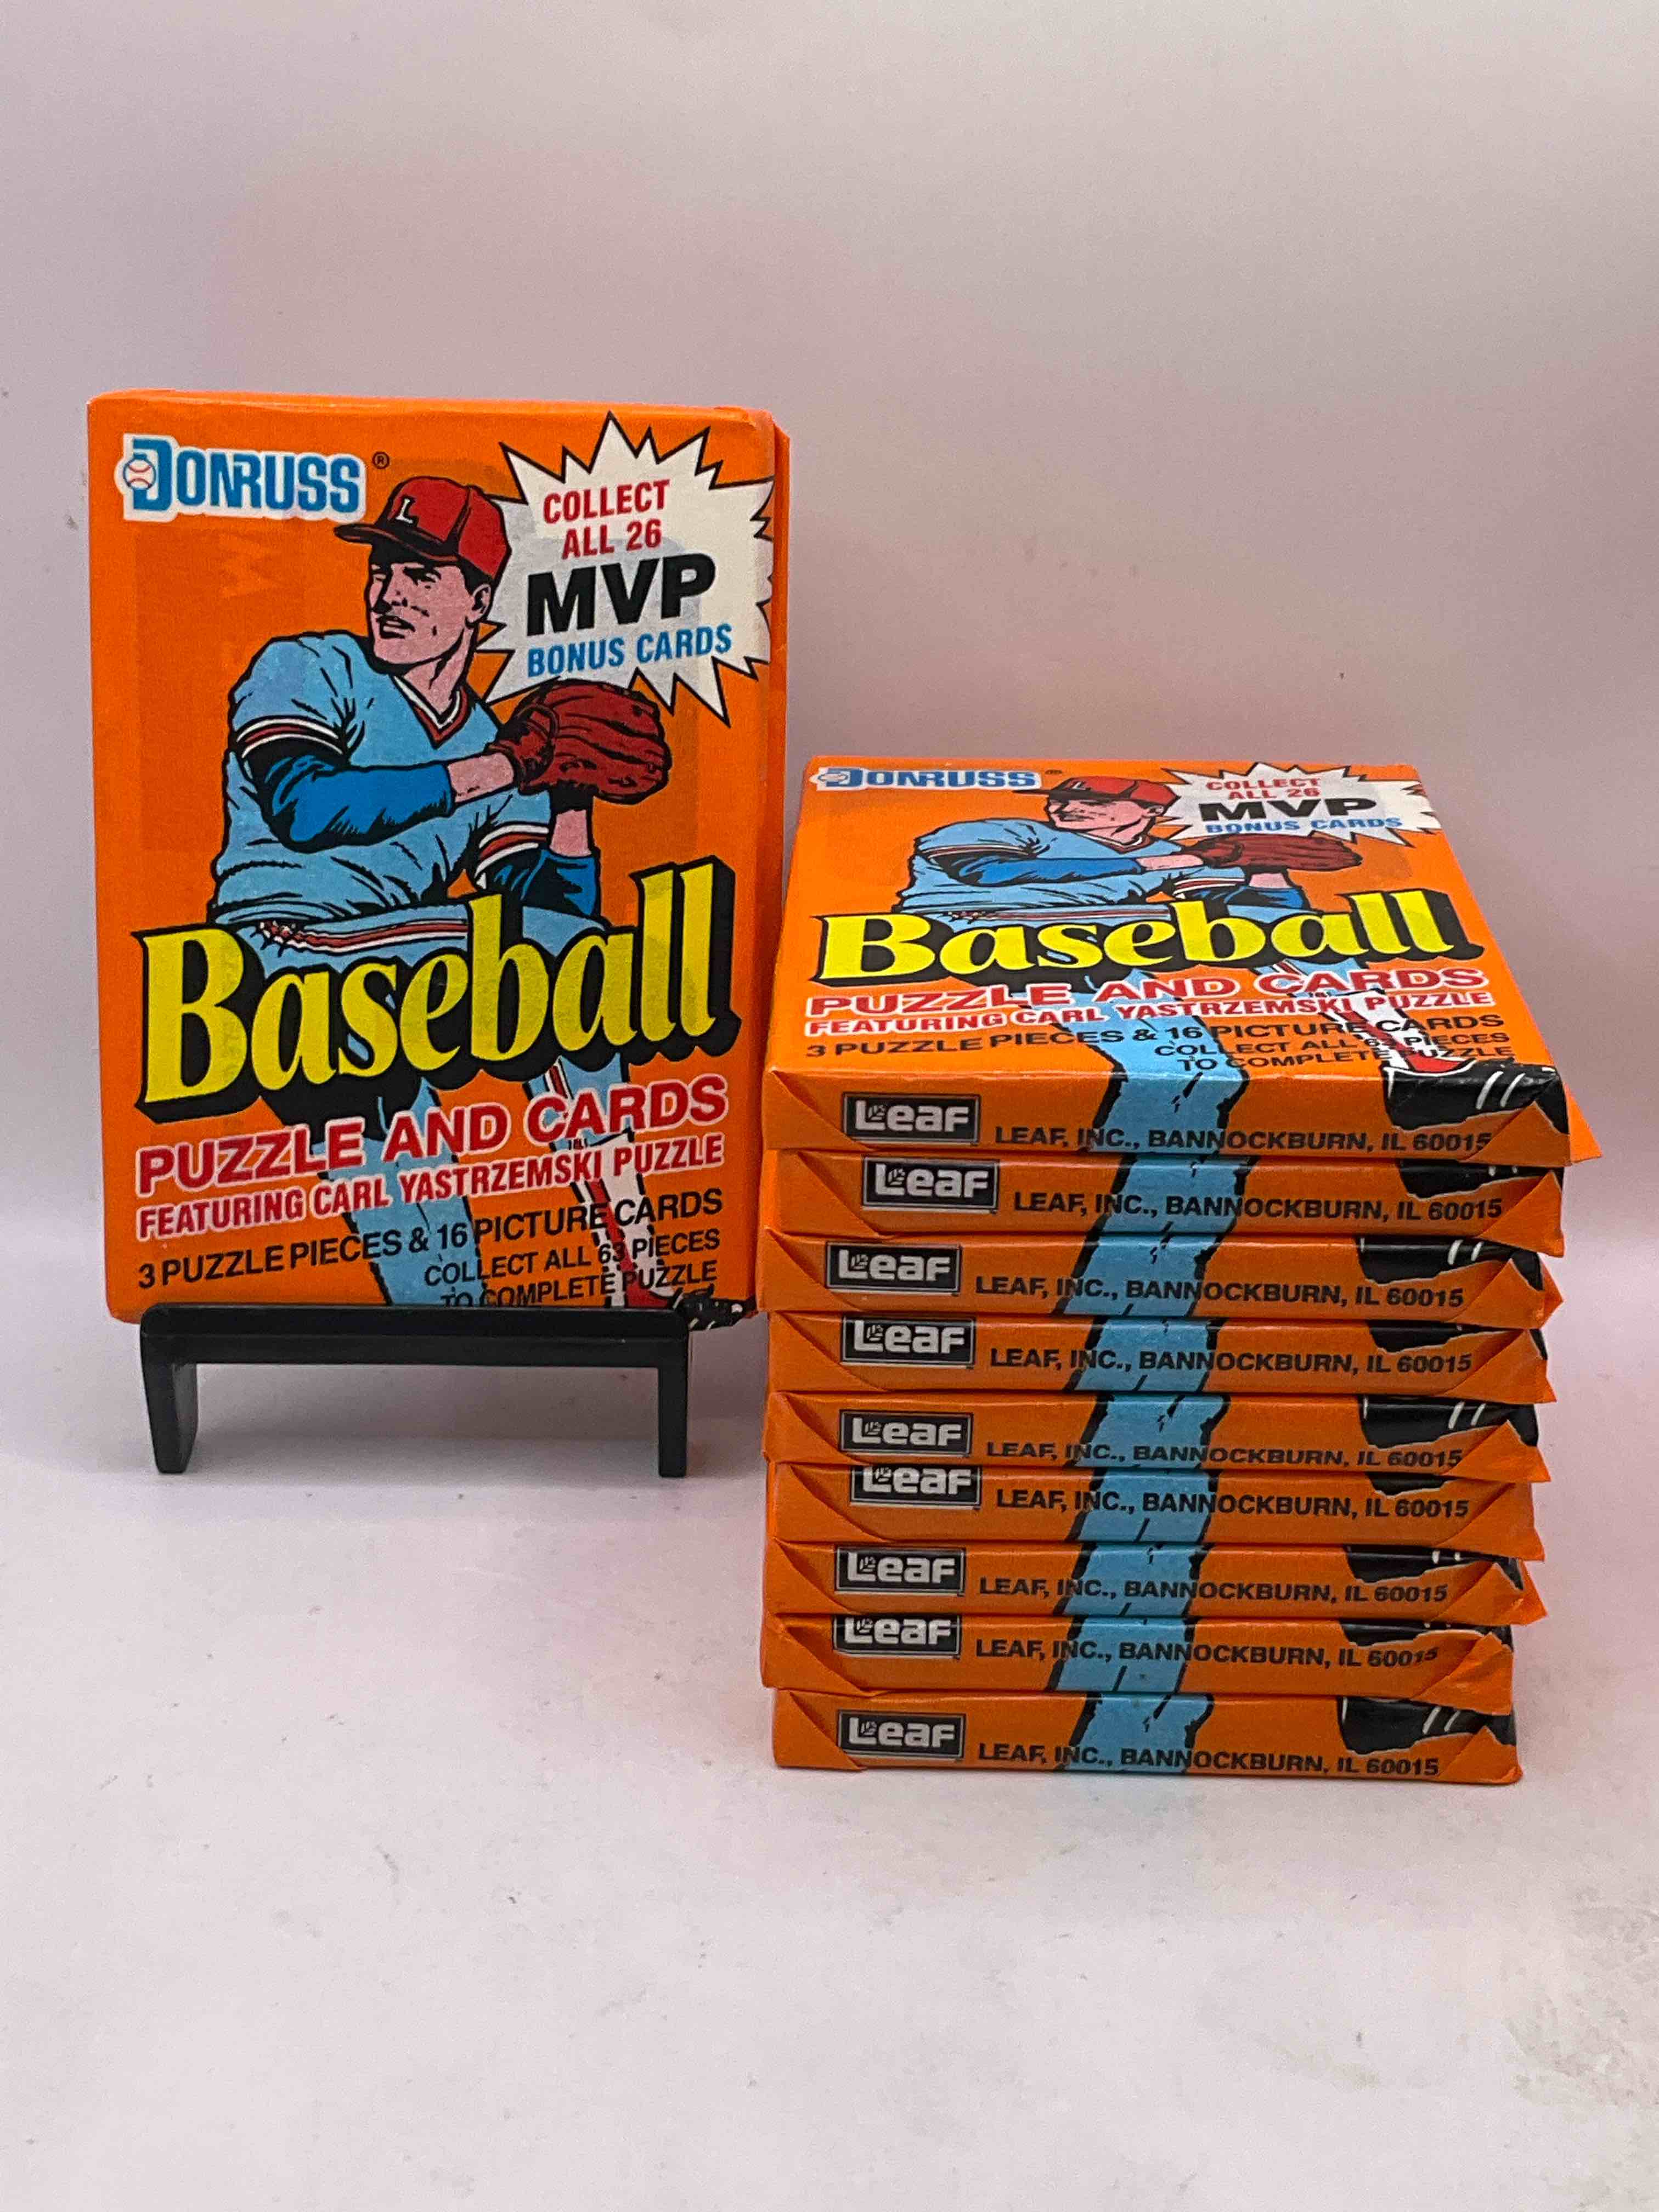 DONRUSS®
COLLECT
ALL 26
MVP
BONUS CARDS
L
Baseball
PUZZLE AND CARDS
FEATURING CARL YASTRZEMSKI PUZZLE
3 PUZZLE PIECES & 16 PICTURE CARDS
COLLECT ALL 63 PIECES
TO COMPLETE PUZZLE
DONRUSS®
COLLECT
ALL 26
MVP
BONUS CARDS
L
Baseball
PUZZLE AND CARDS
FEATURING CARL YASTRZEMSKI PUZZLE
3 PUZZLE PIECES & 16 PICTURE CARDS
COLLECT ALL 63 PIECES
TO COMPLETE PUZZLE
Leaf LEAF, INC., BANNOCKBURN, IL 60015
Leaf LEAF, INC., BANNOCKBURN, IL 60015
Leaf LEAF, INC., BANNOCKBURN, IL 60015
Leaf LEAF, INC., BANNOCKBURN, IL 60015
Leaf LEAF, INC., BANNOCKBURN, IL 60015
Leaf LEAF, INC., BANNOCKBURN, IL 60015
Leaf LEAF, INC., BANNOCKBURN, IL 60015
Leaf LEAF, INC., BANNOCKBURN, IL 60015
Leaf LEAF, INC., BANNOCKBURN, IL 60015